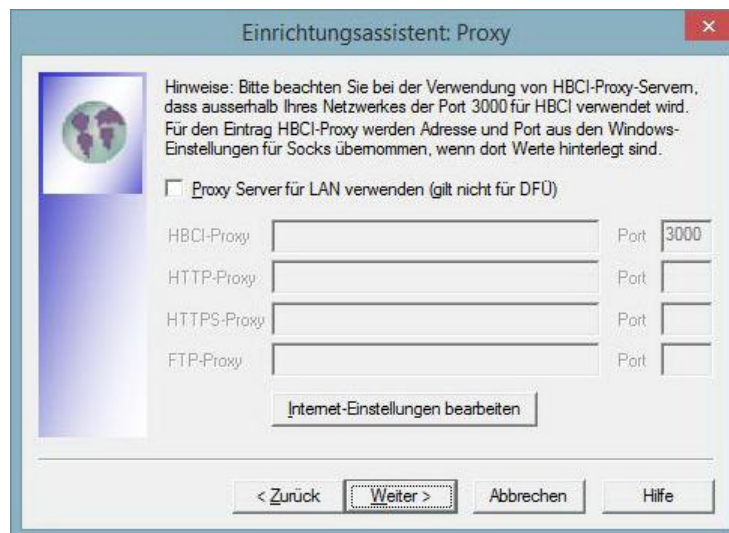 Einrichtungsassistent: Proxy
Hinweise: Bitte beachten Sie bei der Verwendung von HBCI-Proxy-Servern,
dass ausserhalb Ihres Netzwerkes der Port 3000 für HBCI verwendet wird.
Für den Eintrag HBCI-Proxy werden Adresse und Port aus den Windows-
Einstellungen für Socks übernommen, wenn dort Werte hinterlegt sind.
Proxy Server für LAN verwenden (gilt nicht für DFÜ)
HBCI-Proxy Port 3000
HTTP-Proxy Port
HTTPS-Proxy Port
FTP-Proxy Port
Internet-Einstellungen bearbeiten
< Zurück Weiter > Abbrechen Hilfe